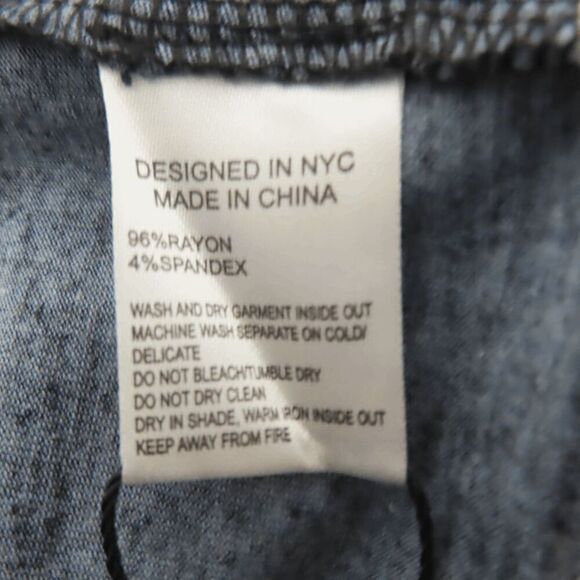 DESIGNED IN NYC
MADE IN CHINA
96%RAYON
4%SPANDEX
WASH AND DRY GARMENT INSIDE OUT
MACHINE WASH SEPARATE ON COLD/
DELICATE
DO NOT BLEACH/TUMBLE DRY
DO NOT DRY CLEAN
DRY IN SHADE, WARM IRON INSIDE OUT
KEEP AWAY FROM FIRE